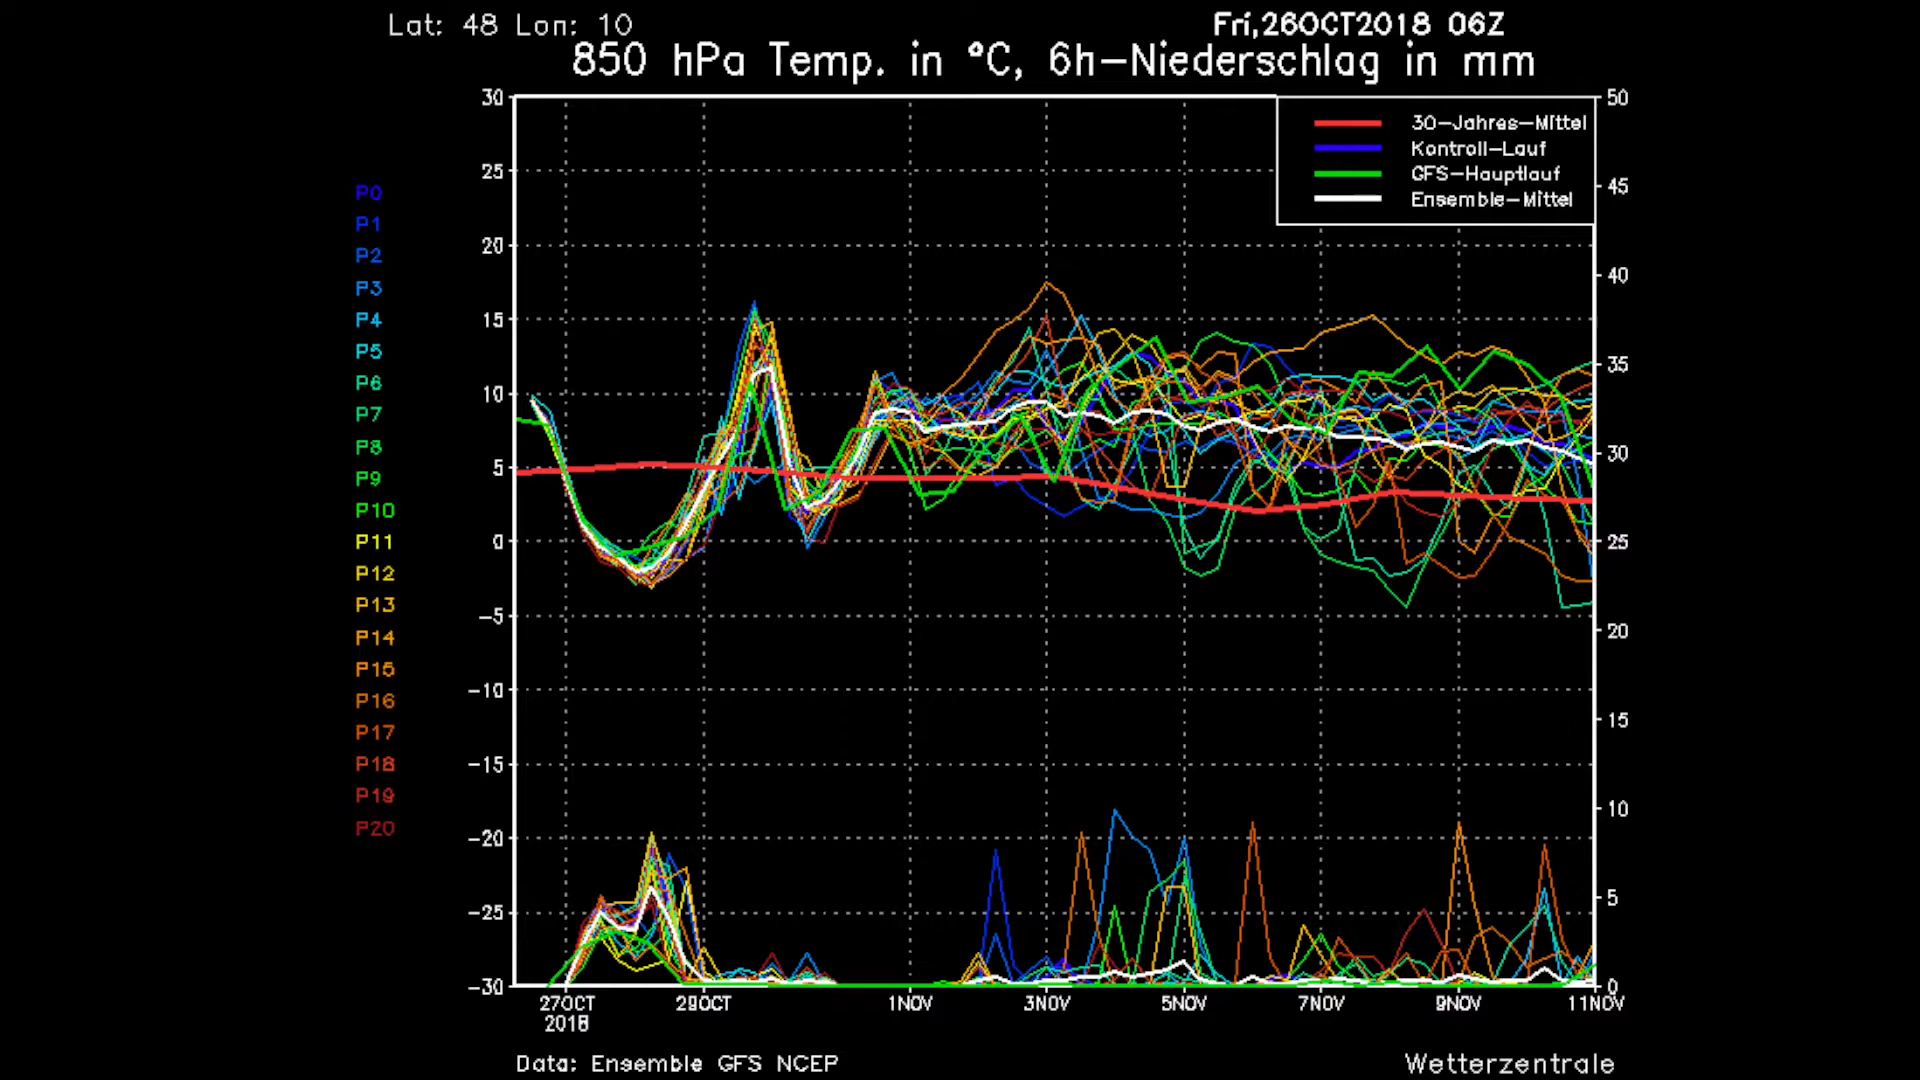 Lat: 48 Lon: 10
Fri,26OCT2018 06Z
850 hPa Temp. in °C, 6h-Niederschlag in mm
30-Jahres-Mittel
Kontroll-Lauf
GFS-Hauptlauf
Ensemble-Mittel
P0
P1
P2
P3
P4
P5
P6
P7
P8
P9
P10
P11
P12
P13
P14
P15
P16
P17
P18
P19
P20
30
25
20
15
10
5
0
-5
-10
-15
-20
-25
-30
50
45
40
35
30
25
20
15
10
5
0
27OCT 29OCT 1NOV 3NOV 5NOV 7NOV 9NOV 11NOV
2018
Data: Ensemble GFS NCEP
Wetterzentrale